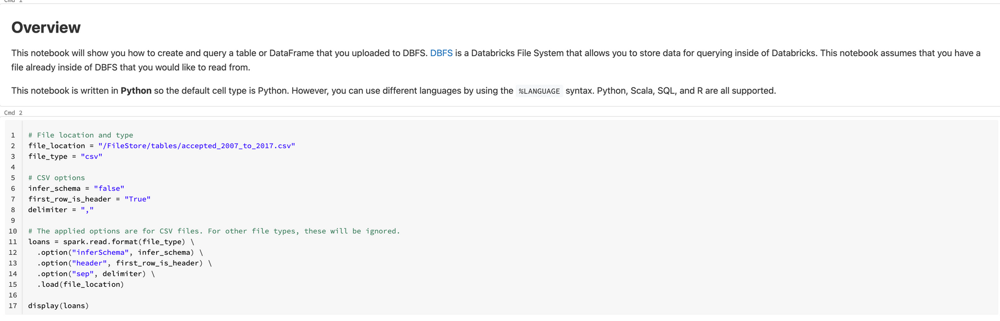 Cmd 1
Overview
This notebook will show you how to create and query a table or DataFrame that you uploaded to DBFS. DBFS is a Databricks File System that allows you to store data for querying inside of Databricks. This notebook assumes that you have a
file already inside of DBFS that you would like to read from.
This notebook is written in Python so the default cell type is Python. However, you can use different languages by using the %LANGUAGE syntax. Python, Scala, SQL, and R are all supported.
Cmd 2
1 # File location and type
2 file_location = "/FileStore/tables/accepted_2007_to_2017.csv"
3 file_type = "csv"
4
5 # CSV options
6 infer_schema = "false"
7 first_row_is_header = "True"
8 delimiter = ","
9
10 # The applied options are for CSV files. For other file types, these will be ignored.
11 loans = spark.read.format(file_type) \
12   .option("inferSchema", infer_schema) \
13   .option("header", first_row_is_header) \
14   .option("sep", delimiter) \
15   .load(file_location)
16
17 display(loans)